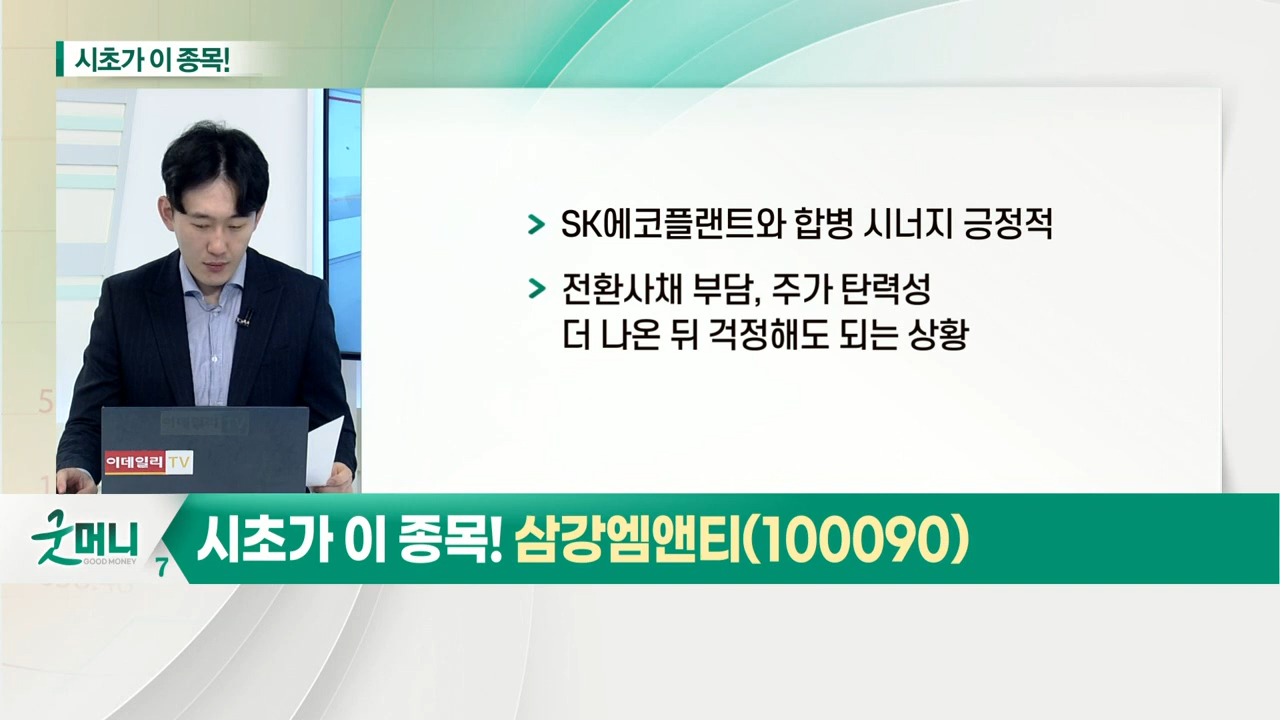 시초가 이 종목!
> SK에코플랜트와 합병 시너지 긍정적
> 전환사채 부담, 주가 탄력성
더 나온 뒤 걱정해도 되는 상황
이데일리 TV
굿머니
GOOD MONEY
7
시초가 이 종목! 삼강엠앤티(100090)